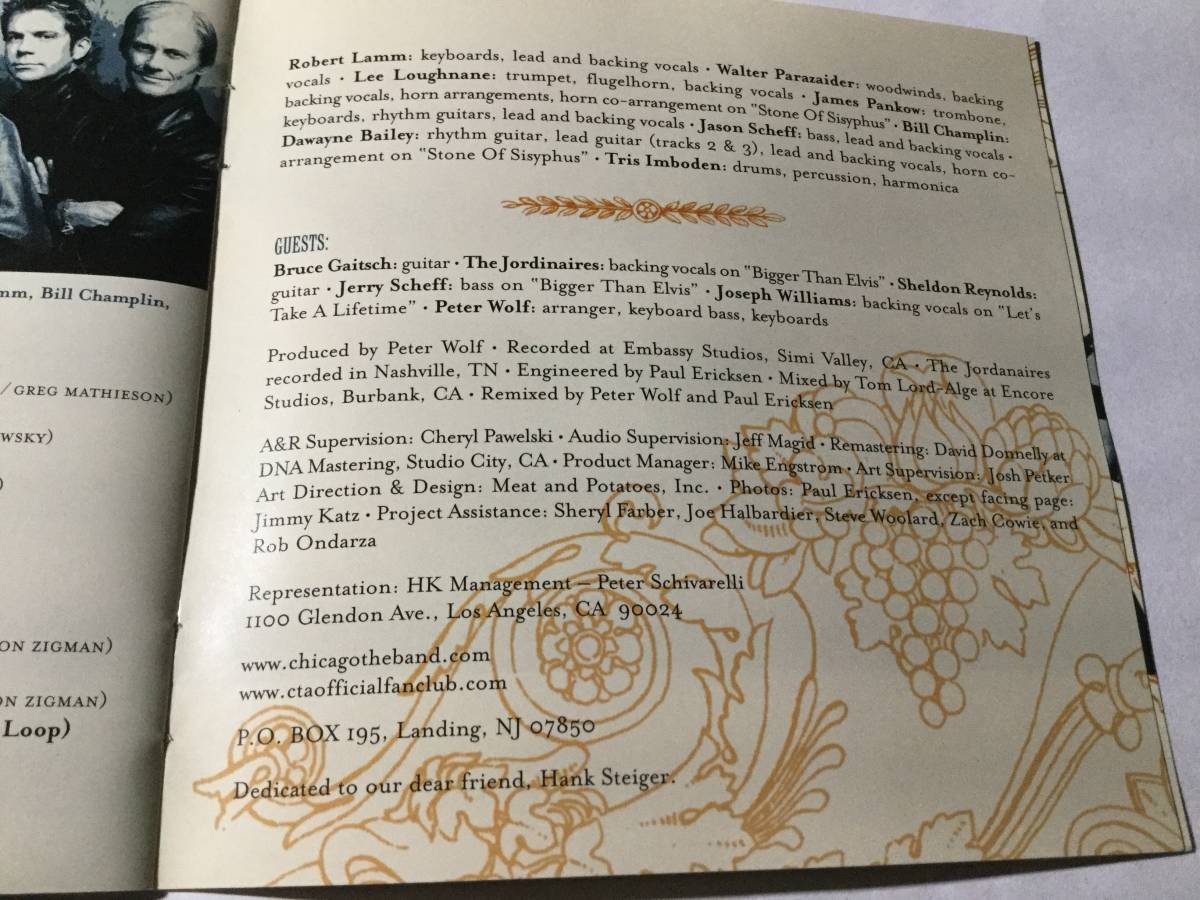 mm, Bill Champlin,
/ GREG MATHIESON)
WSKY)
)
ON ZIGMAN)
ON ZIGMAN)
Loop)
Robert Lamm: keyboards, lead and backing vocals • Walter Parazaider: woodwinds, backing
vocals • Lee Loughnane: trumpet, flugelhorn, backing vocals • James Pankow: trombone,
backing vocals, horn arrangements, horn co-arrangement on "Stone Of Sisyphus" • Bill Champlin:
keyboards, rhythm guitars, lead and backing vocals • Jason Scheff: bass, lead and backing vocals •
Dawayne Bailey: rhythm guitar, lead guitar (tracks 2 & 3), lead and backing vocals, horn co-
arrangement on "Stone Of Sisyphus" • Tris Imboden: drums, percussion, harmonica
GUESTS:
Bruce Gaitsch: guitar • The Jordinaires: backing vocals on "Bigger Than Elvis" • Sheldon Reynolds:
guitar • Jerry Scheff: bass on "Bigger Than Elvis" • Joseph Williams: backing vocals on "Let's
Take A Lifetime" • Peter Wolf: arranger, keyboard bass, keyboards
Produced by Peter Wolf • Recorded at Embassy Studios, Simi Valley, CA • The Jordanaires
recorded in Nashville, TN • Engineered by Paul Ericksen • Mixed by Tom Lord-Alge at Encore
Studios, Burbank, CA • Remixed by Peter Wolf and Paul Ericksen
A&R Supervision: Cheryl Pawelski • Audio Supervision: Jeff Magid • Remastering: David Donnelly at
DNA Mastering, Studio City, CA • Product Manager: Mike Engstrom • Art Supervision: Josh Petker
Art Direction & Design: Meat and Potatoes, Inc. • Photos: Paul Ericksen, except facing page:
Jimmy Katz • Project Assistance: Sheryl Farber, Joe Halbardier, Steve Woolard, Zach Cowie, and
Rob Ondarza
Representation: HK Management – Peter Schivarelli
1100 Glendon Ave., Los Angeles, CA 90024
www.chicagotheband.com
www.ctaofficialfanclub.com
P.O. BOX 195, Landing, NJ 07850
Dedicated to our dear friend, Hank Steiger.